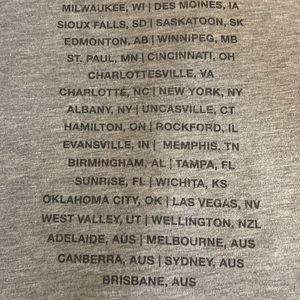 MILWAUKEE, WI | DES MOINES, IA
SIOUX FALLS, SD | SASKATOON, SK
EDMONTON, AB | WINNIPEG, MB
ST. PAUL, MN | CINCINNATI, OH
CHARLOTTESVILLE, VA
CHARLOTTE, NC | NEW YORK, NY
ALBANY, NY | UNCASVILLE, CT
HAMILTON, ON | ROCKFORD, IL
EVANSVILLE, IN | MEMPHIS, TN
BIRMINGHAM, AL | TAMPA, FL
SUNRISE, FL | WICHITA, KS
OKLAHOMA CITY, OK | LAS VEGAS, NV
WEST VALLEY, UT | WELLINGTON, NZL
ADELAIDE, AUS | MELBOURNE, AUS
CANBERRA, AUS | SYDNEY, AUS
BRISBANE, AUS